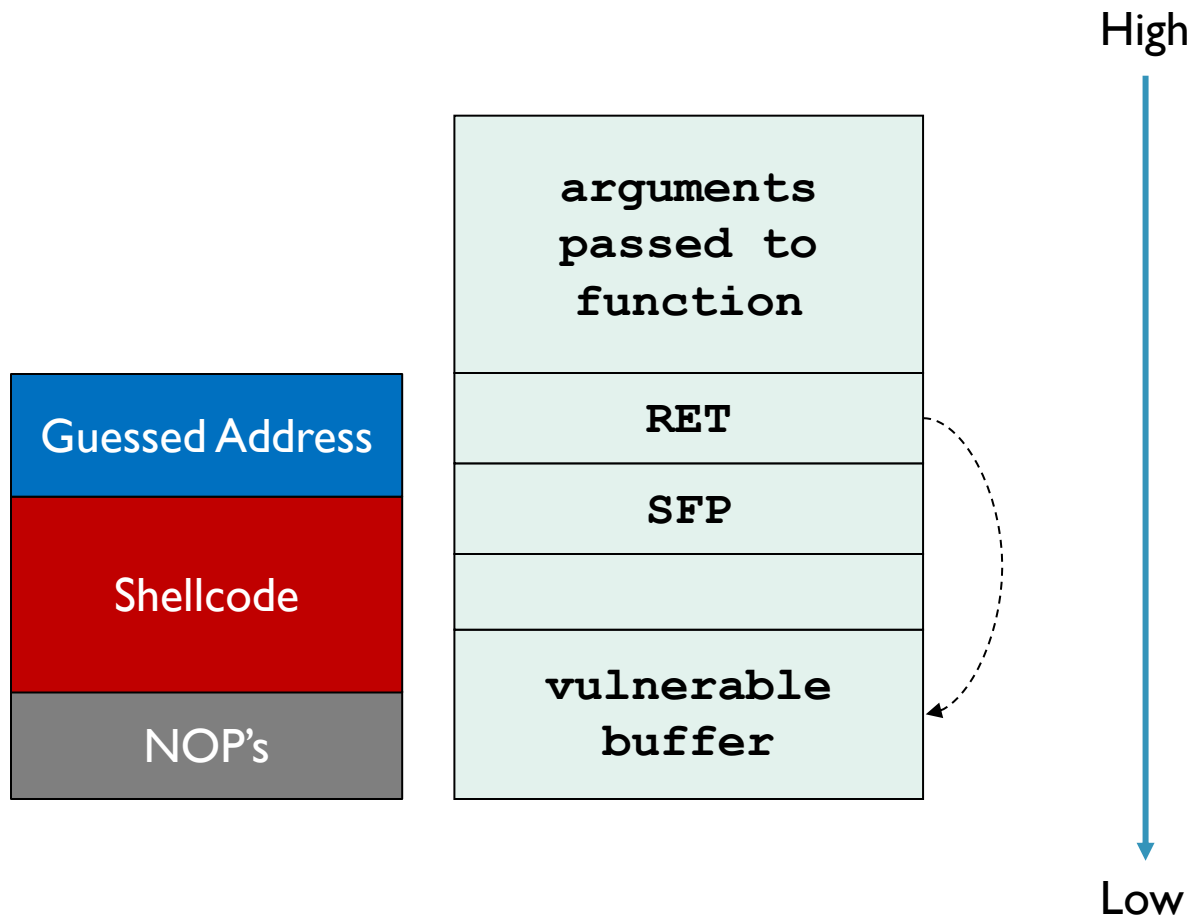 High
arguments
passed to
function
Guessed Address
RET
SFP
Shellcode
vulnerable
buffer
NOP’s
Low